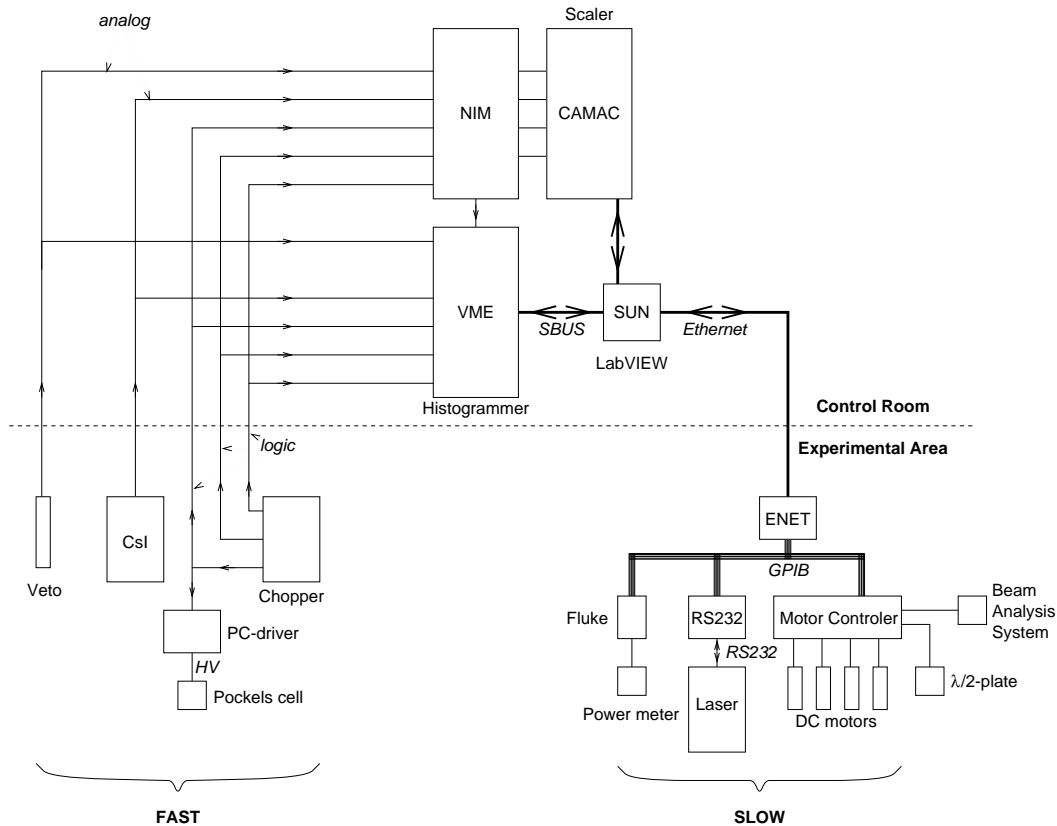 analog
Scaler
NIM
CAMAC
VME
SUN
SBUS
Ethernet
LabVIEW
Histogrammer
Control Room
Experimental Area
logic
CsI
Veto
Chopper
PC-driver
HV
Pockels cell
ENET
GPIB
Fluke
RS232
Motor Controler
Beam
Analysis
System
RS232
Power meter
Laser
DC motors
λ/2-plate
FAST
SLOW